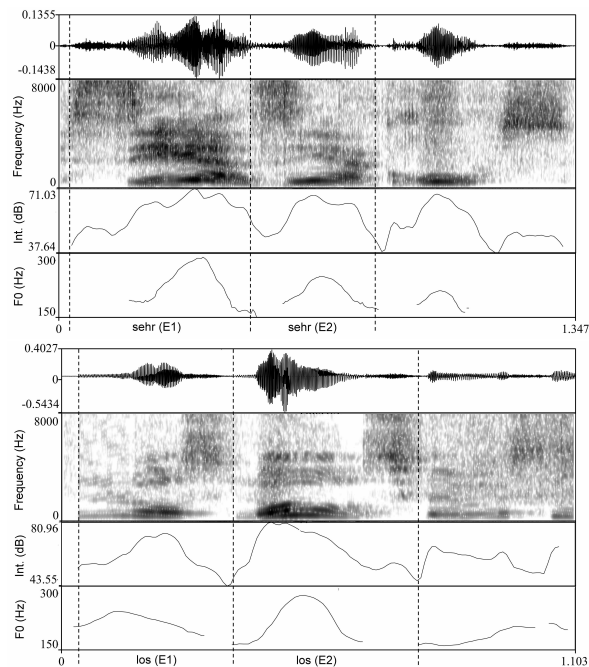 0.1355
0
-0.1438
8000
Frequency (Hz)
0
71.03
Int. (dB)
37.64
300
F0 (Hz)
150
0 sehr (E1) sehr (E2) 1.347
0.4027
0
-0.5434
8000
Frequency (Hz)
0
80.96
Int. (dB)
43.55
300
F0 (Hz)
150
0 los (E1) los (E2) 1.103